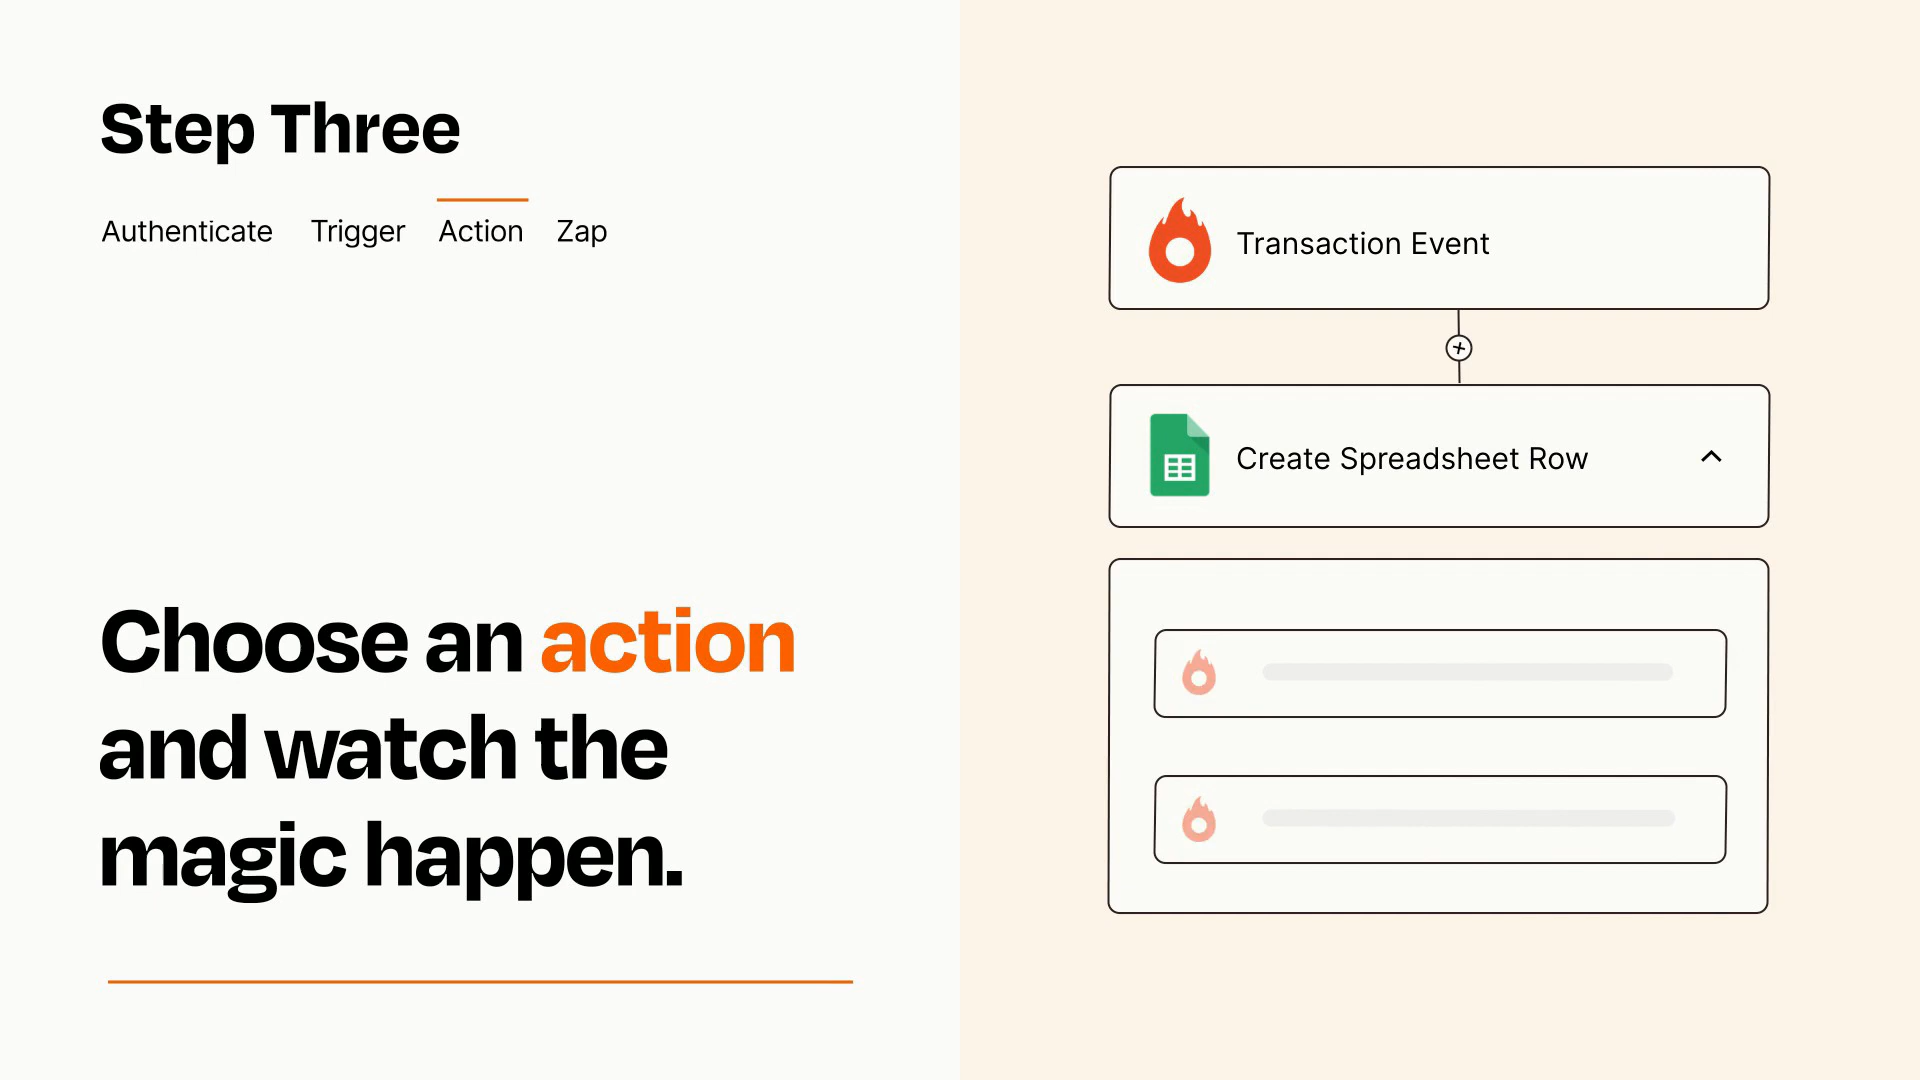 Step Three
Authenticate Trigger Action Zap
Choose an action
and watch the
magic happen.
Transaction Event
Create Spreadsheet Row